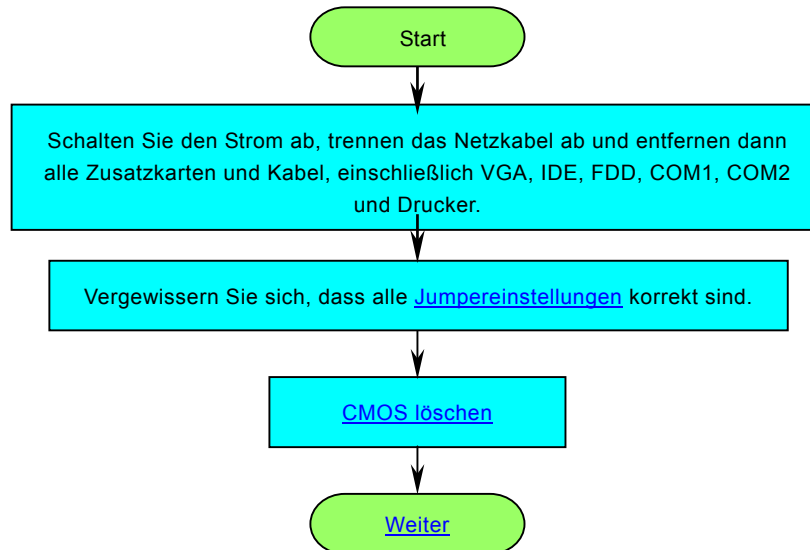 Start
Schalten Sie den Strom ab, trennen das Netzkabel ab und entfernen dann
alle Zusatzkarten und Kabel, einschließlich VGA, IDE, FDD, COM1, COM2
und Drucker.
Vergewissern Sie sich, dass alle Jumpereinstellungen korrekt sind.
CMOS löschen
Weiter